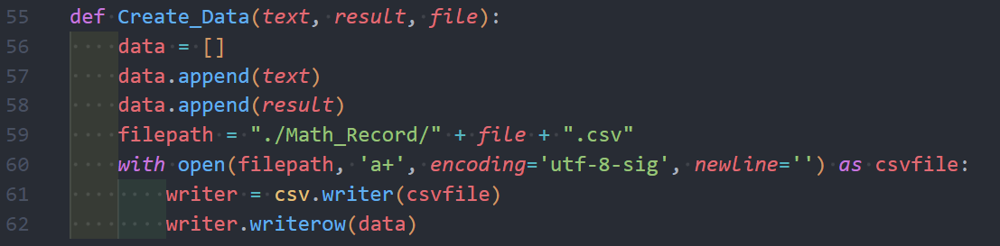 55 def Create_Data(text, result, file):
56 data = []
57 data.append(text)
58 data.append(result)
59 filepath = "./Math_Record/" + file + ".csv"
60 with open(filepath, 'a+', encoding='utf-8-sig', newline='') as csvfile:
61 writer = csv.writer(csvfile)
62 writer.writerow(data)